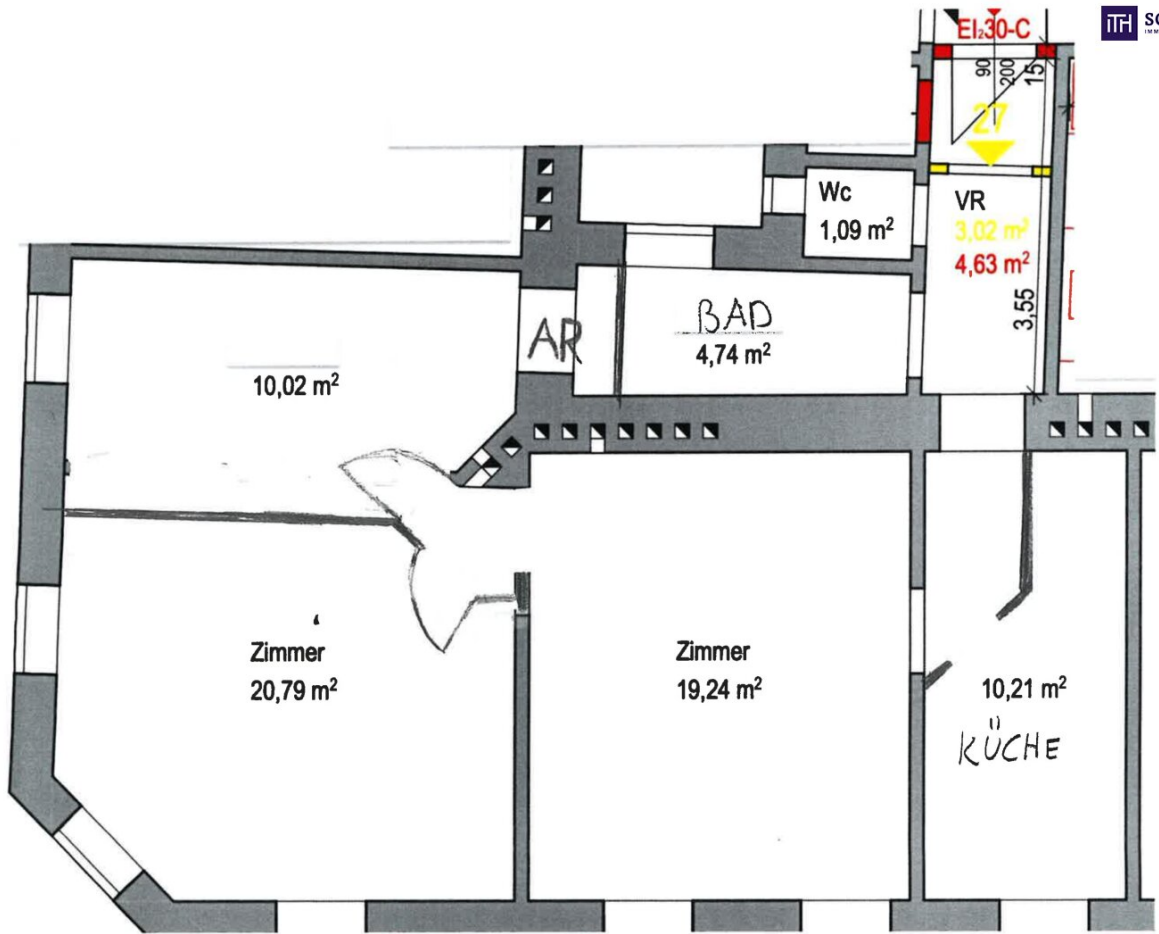 EI₂30-C
iTH
90
200
15
27
Wc
1,09 m²
VR
3,02 m²
4,63 m²
3,55
BAD
4,74 m²
AR
10,02 m²
Zimmer
20,79 m²
Zimmer
19,24 m²
10,21 m²
KÜCHE